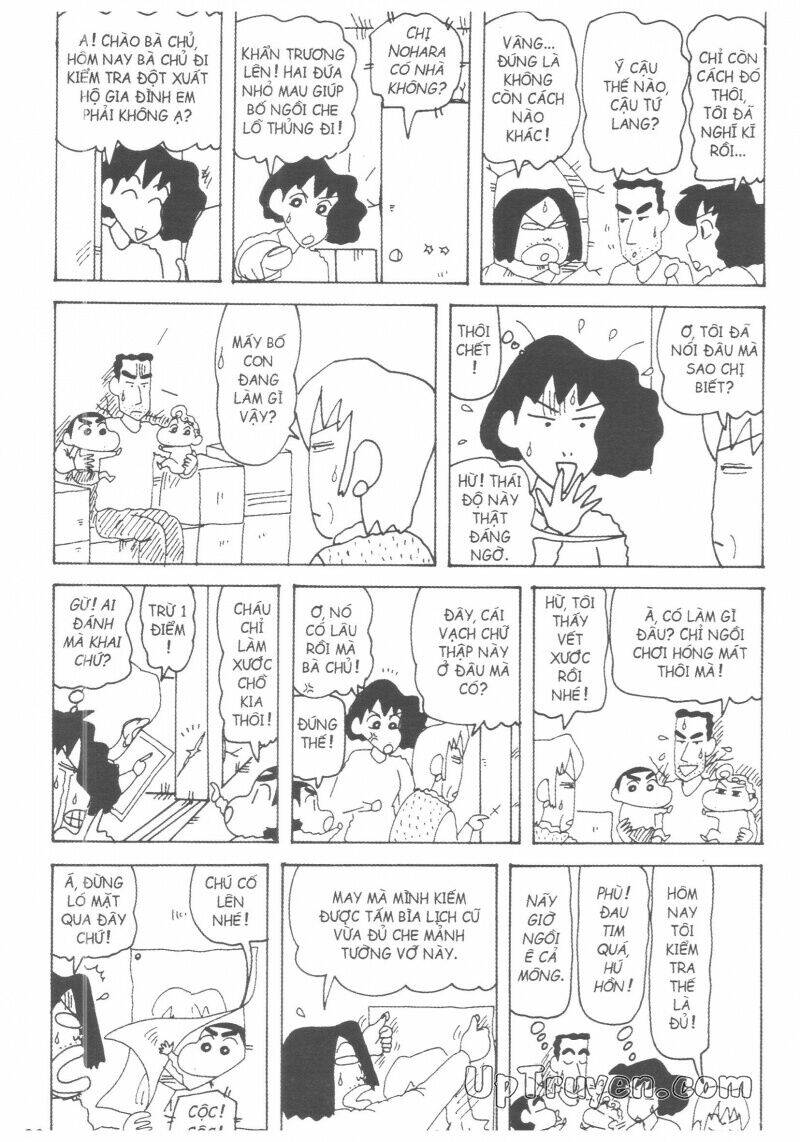 CHỈ CÒN
CÁCH ĐÓ
THÔI,
TÔI ĐÃ
NGHĨ KĨ
RỒI...
Ý CẬU
THẾ NÀO,
CẬU TỨ
LANG?
VÂNG...
ĐÚNG LÀ
KHÔNG
CÒN CÁCH
NÀO
KHÁC!
CHỊ
NOHARA
CÓ NHÀ
KHÔNG?
KHẨN TRƯƠNG
LÊN! HAI ĐỨA
NHỎ MAU GIÚP
BỐ NGỒI CHE
LỖ THỦNG ĐI!
A! CHÀO BÀ CHỦ,
HÔM NAY BÀ CHỦ ĐI
KIỂM TRA ĐỘT XUẤT
HỘ GIA ĐÌNH EM
PHẢI KHÔNG Ạ?
Ơ, TÔI ĐÃ
NÓI ĐÂU MÀ
SAO CHỊ
BIẾT?
THÔI
CHẾT
!
HỪ! THÁI
ĐỘ NÀY
THẬT
ĐÁNG
NGỜ.
MẤY BỐ
CON
ĐANG
LÀM GÌ
VẬY?
À, CÓ LÀM GÌ
ĐÂU? CHỈ NGỒI
CHƠI HÓNG MÁT
THÔI MÀ!
HỪ, TÔI
THẤY
VẾT
XƯỚC
RỒI
NHÉ!
ĐÂY, CÁI
VẠCH CHỮ
THẬP NÀY
Ở ĐÂU MÀ
CÓ?
Ơ, NÓ
CÓ LÂU
RỒI MÀ
BÀ CHỦ!
ĐÚNG
THẾ!
CHÁU
CHỈ
LÀM
XƯỚC
CHỖ
KIA
THÔI!
TRỪ 1
ĐIỂM
!
GỪ! AI
ĐÁNH
MÀ KHAI
CHỨ?
HÔM
NAY
TÔI
KIỂM
TRA
THẾ
LÀ
ĐỦ!
PHÙ!
ĐAU
TIM
QUÁ,
HÚ
HỒN!
NÃY
GIỜ
NGỒI
Ê CẢ
MÔNG.
MAY MÀ MÌNH KIẾM
ĐƯỢC TẤM BÌA LỊCH CŨ
VỪA ĐỦ CHE MẢNH
TƯỜNG VỠ NÀY.
CHÚ CỐ
LÊN
NHÉ!
Á, ĐỪNG
LÓ MẶT
QUA ĐÂY
CHỨ!
CỘC!
UpTruyen.com